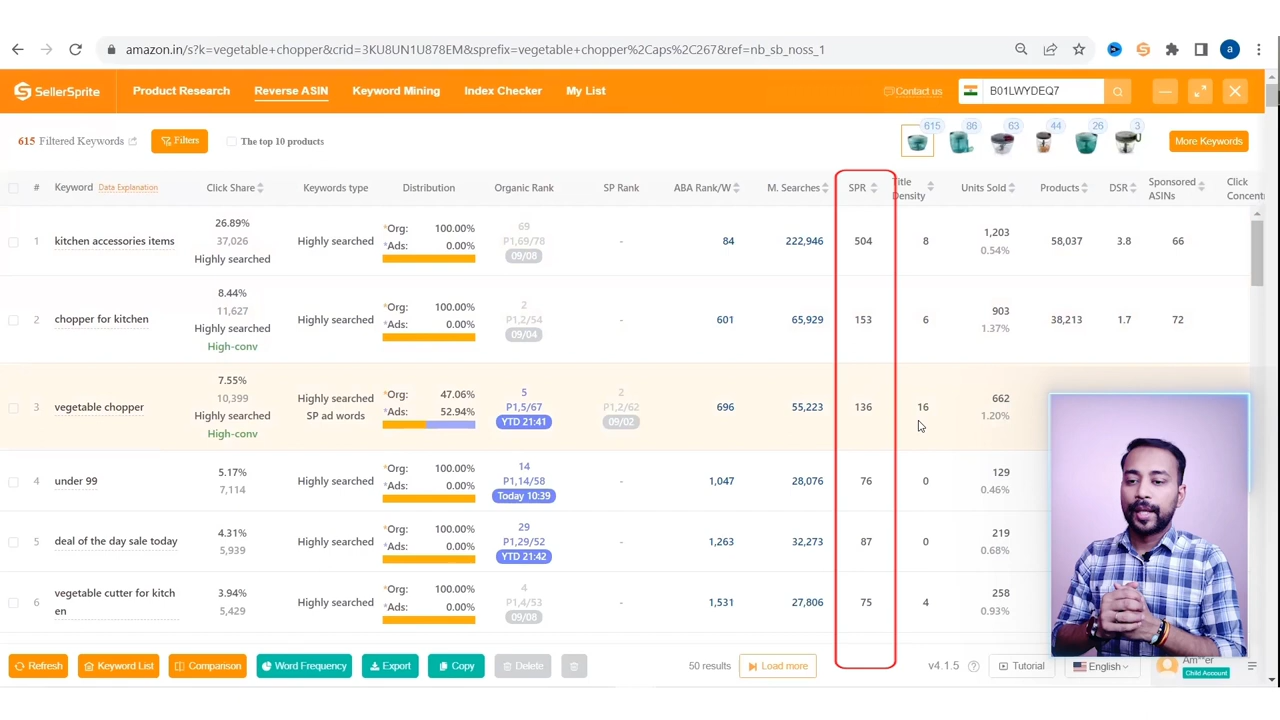 amazon.in/s?k=vegetable+chopper&crid=3KU8UN1U878EM&sprefix=vegetable+chopper%2Caps%2C267&ref=nb_sb_noss_1
a
SellerSprite
Product Research
Reverse ASIN
Keyword Mining
Index Checker
My List
Contact us
B01LWYDEQ7
615 Filtered Keywords
Filters
The top 10 products
615
86
63
44
26
3
More Keywords
# Keyword Data Explanation Click Share Keywords type Distribution Organic Rank SP Rank ABA Rank/W M. Searches SPR Title Density Units Sold Products DSR Sponsored ASINs Click Concent
26.89%
37,026
Highly searched
1 kitchen accessories items Highly searched
*Org: 100.00%
*Ads: 0.00%
69
P1,69/78
09/08
- 84 222,946 504 8
1,203
0.54%
58,037 3.8 66
8.44%
11,627
Highly searched
High-conv
2 chopper for kitchen Highly searched
*Org: 100.00%
*Ads: 0.00%
2
P1,2/54
09/04
- 601 65,929 153 6
903
1.37%
38,213 1.7 72
7.55%
10,399
Highly searched
High-conv
3 vegetable chopper
Highly searched
SP ad words
*Org: 47.06%
*Ads: 52.94%
5
P1,5/67
YTD 21:41
2
P1,2/62
09/02
696 55,223 136 16
662
1.20%
5.17%
7,114
4 under 99 Highly searched
*Org: 100.00%
*Ads: 0.00%
14
P1,14/58
Today 10:39
- 1,047 28,076 76 0
129
0.46%
4.31%
5,939
5 deal of the day sale today Highly searched
*Org: 100.00%
*Ads: 0.00%
29
P1,29/52
YTD 21:42
- 1,263 32,273 87 0
219
0.68%
3.94%
5,429
6 vegetable cutter for kitch
en
Highly searched
*Org: 100.00%
*Ads: 0.00%
4
P1,4/53
09/08
- 1,531 27,806 75 4
258
0.93%
Refresh
Keyword List
Comparison
Word Frequency
Export
Copy
Delete
50 results
Load more
v4.1.5
Tutorial
English
Am**er
Child Account